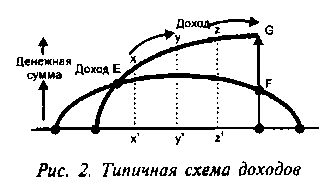 Доход
G
x
y
z
Денежная
сумма
Доход E
F
x'
y'
z'
Рис. 2. Типичная схема доходов